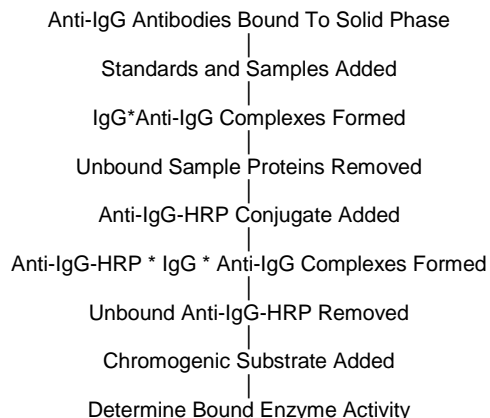 Anti-IgG Antibodies Bound To Solid Phase
Standards and Samples Added
IgG*Anti-IgG Complexes Formed
Unbound Sample Proteins Removed
Anti-IgG-HRP Conjugate Added
Anti-IgG-HRP * IgG * Anti-IgG Complexes Formed
Unbound Anti-IgG-HRP Removed
Chromogenic Substrate Added
Determine Bound Enzyme Activity